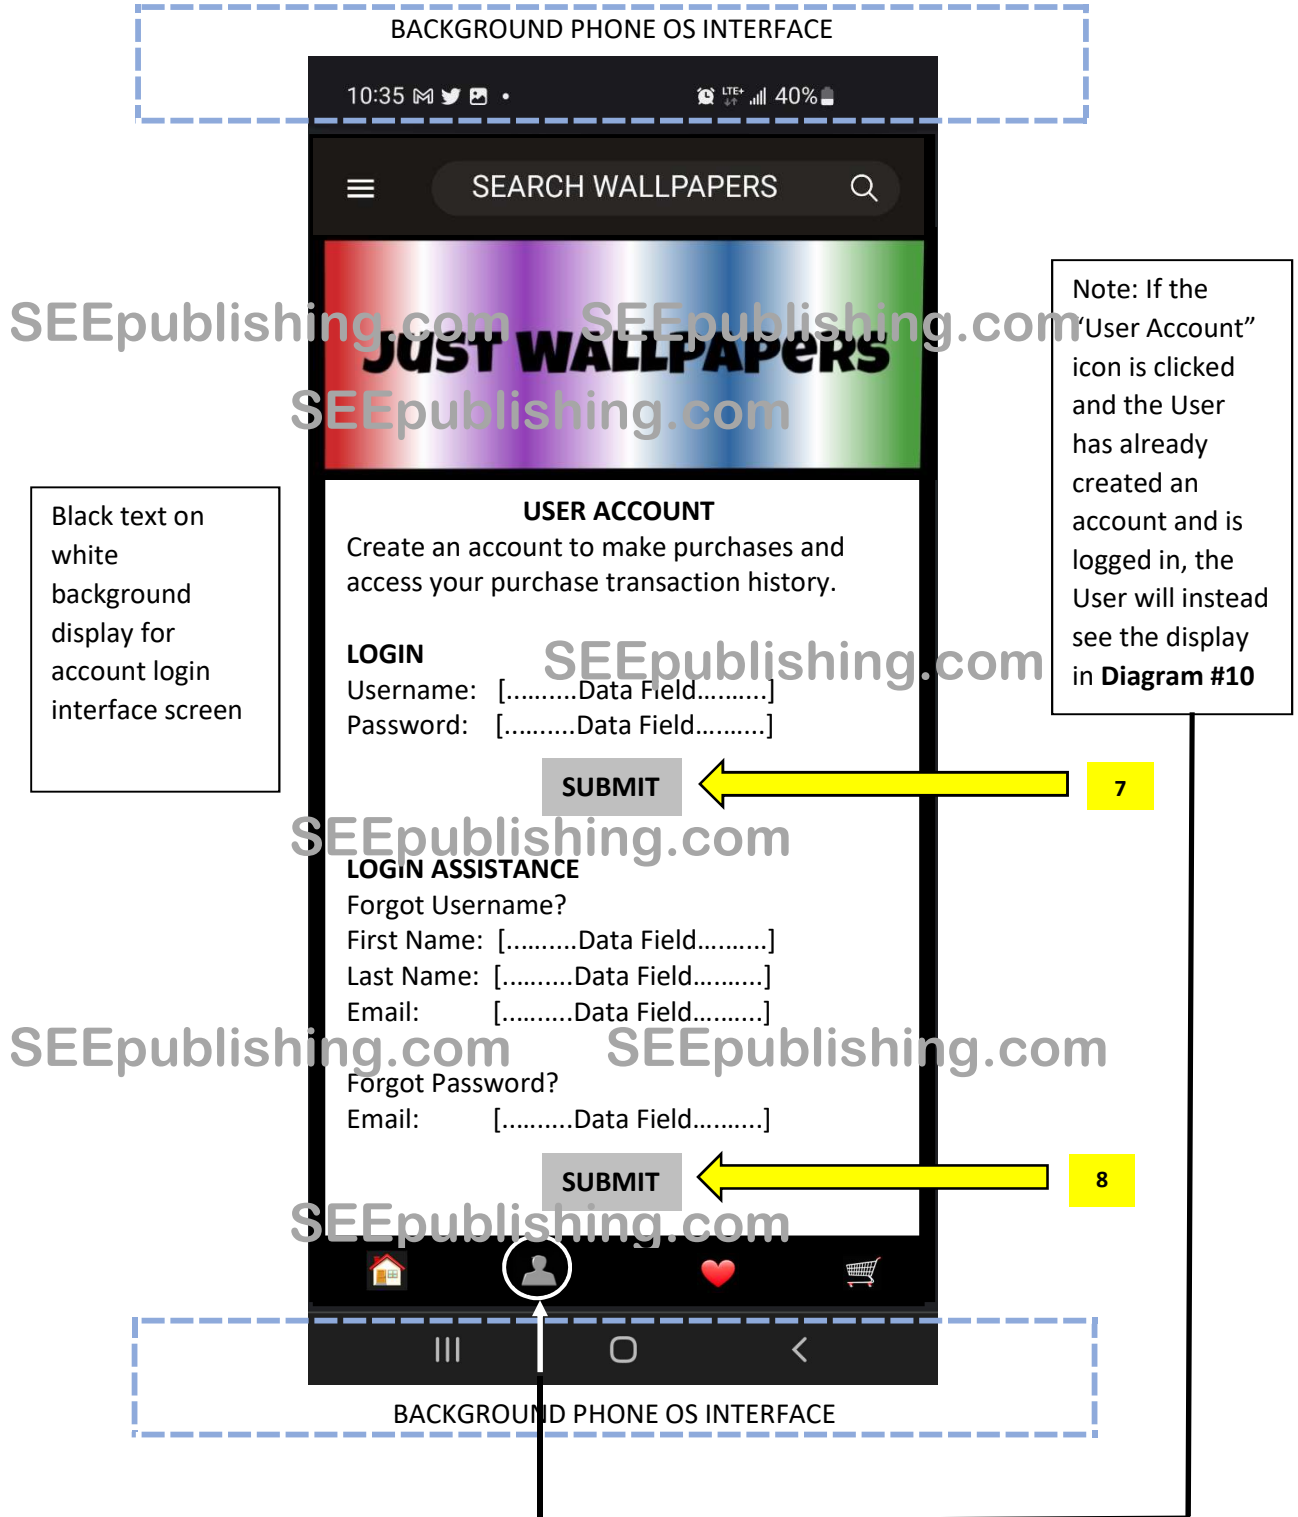 BACKGROUND PHONE OS INTERFACE
10:35
LTE+
40%
SEARCH WALLPAPERS
JUST WALLPAPERS
SEEpublishing.com
SEEpublishing.com
SEEpublishing.com
Note: If the
“User Account”
icon is clicked
and the User
has already
created an
account and is
logged in, the
User will instead
see the display
in Diagram #10
Black text on
white
background
display for
account login
interface screen
USER ACCOUNT
Create an account to make purchases and
access your purchase transaction history.
LOGIN
SEEpublishing.com
Username: [..........Data Field..........]
Password: [..........Data Field..........]
SUBMIT
7
SEEpublishing.com
LOGIN ASSISTANCE
Forgot Username?
First Name: [..........Data Field..........]
Last Name: [..........Data Field..........]
Email: [..........Data Field..........]
SEEpublishing.com
SEEpublishing.com
Forgot Password?
Email: [..........Data Field..........]
SUBMIT
8
SEEpublishing.com
BACKGROUND PHONE OS INTERFACE